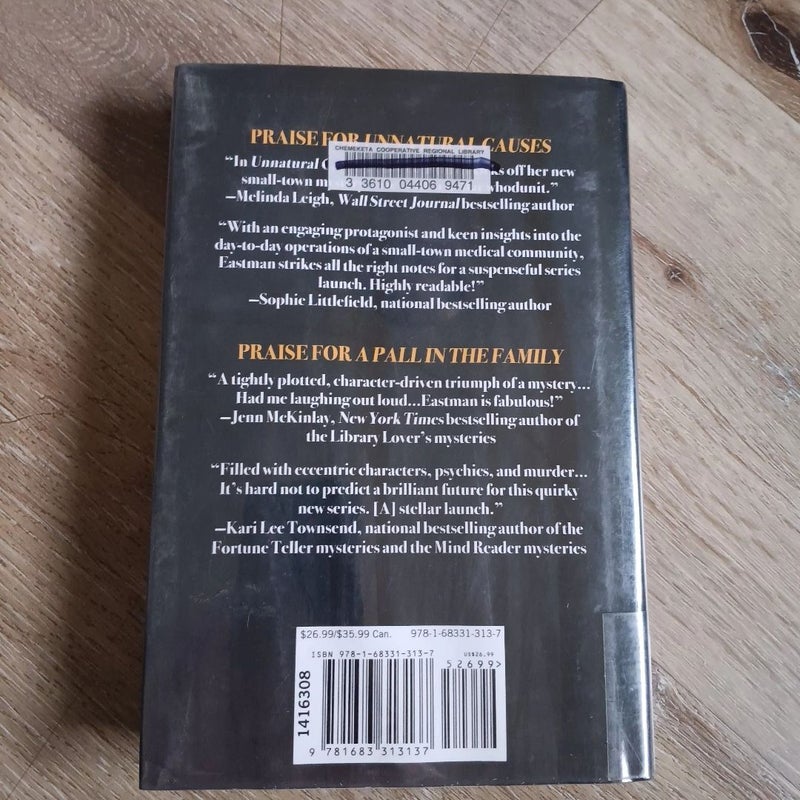 PRAISE FOR UNNATURAL CAUSES
CHEMEKETA COOPERATIVE REGIONAL LIBRARY
3 3610 04406 9471
“In Unnatural ks off her new
small-town whodunit.”
—Melinda Leigh, Wall Street Journal bestselling author
“With an engaging protagonist and keen insights into the
day-to-day operations of a small-town medical community,
Eastman strikes all the right notes for a suspenseful series
launch. Highly readable!”
—Sophie Littlefield, national bestselling author
PRAISE FOR A PALL IN THE FAMILY
“A tightly plotted, character-driven triumph of a mystery...
Had me laughing out loud...Eastman is fabulous!”
—Jenn McKinlay, New York Times bestselling author of
the Library Lover’s mysteries
“Filled with eccentric characters, psychics, and murder...
It’s hard not to predict a brilliant future for this quirky
new series. [A] stellar launch.”
—Kari Lee Townsend, national bestselling author of the
Fortune Teller mysteries and the Mind Reader mysteries
$26.99/$35.99 Can. 978-1-68331-313-7
ISBN 978-1-68331-313-7 US$26.99
52699>
1416308
9 781683 313137